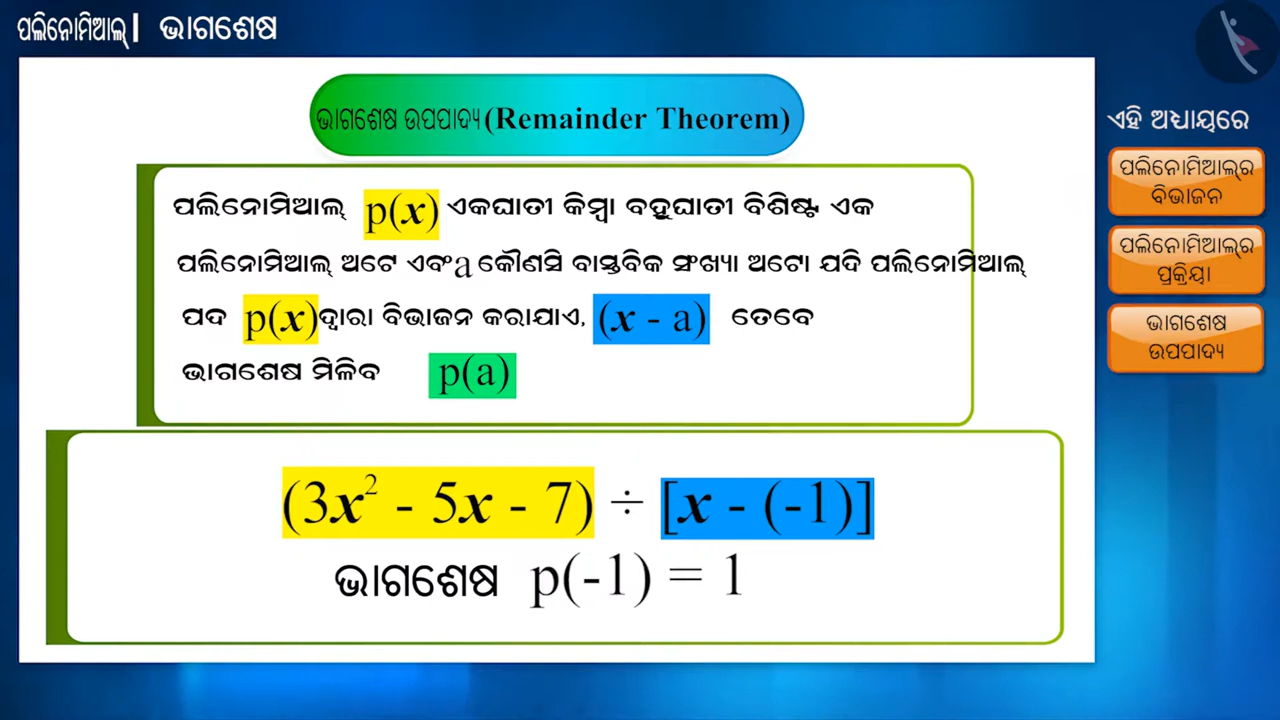 ପଲିନୋମିଆଲ୍ | ଭାଗଶେଷ
ଭାଗଶେଷ ଉପପାଦ୍ୟ (Remainder Theorem)
ପଲିନୋମିଆଲ୍ p(x) ଏକଘାତୀ କିମ୍ବା ବହୁଘାତୀ ବିଶିଷ୍ଟ ଏକ
ପଲିନୋମିଆଲ୍ ଅଟେ ଏବଂ a କୌଣସି ବାସ୍ତବିକ ସଂଖ୍ୟା ଅଟେ। ଯଦି ପଲିନୋମିଆଲ୍
ପଦ p(x) ଦ୍ୱାରା ବିଭାଜନ କରାଯାଏ, (x - a) ତେବେ
ଭାଗଶେଷ ମିଳିବ p(a)
(3x² - 5x - 7) ÷ [x - (-1)]
ଭାଗଶେଷ p(-1) = 1
ଏହି ଅଧ୍ୟାୟରେ
ପଲିନୋମିଆଲ୍‌ର
ବିଭାଜନ
ପଲିନୋମିଆଲ୍‌ର
ପ୍ରକ୍ରିୟା
ଭାଗଶେଷ
ଉପପାଦ୍ୟ